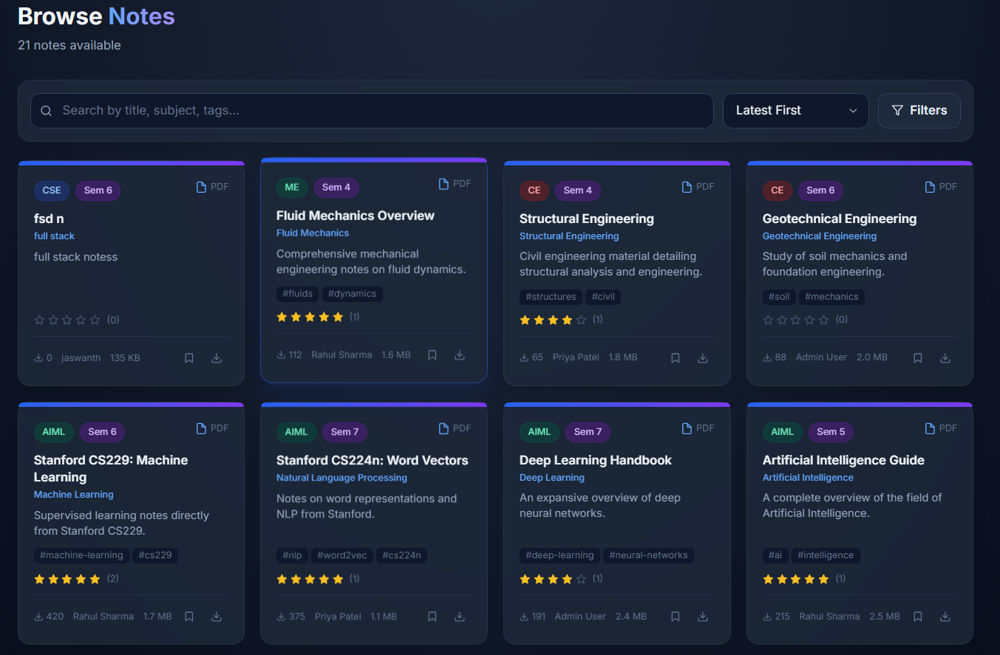 Browse Notes
21 notes available
Search by title, subject, tags...
Latest First
Filters
CSE
Sem 6
PDF
fsd n
full stack
full stack notess
(0)
0 jaswanth 135 KB
ME
Sem 4
PDF
Fluid Mechanics Overview
Fluid Mechanics
Comprehensive mechanical
engineering notes on fluid dynamics.
#fluids #dynamics
(1)
112 Rahul Sharma 1.6 MB
CE
Sem 4
PDF
Structural Engineering
Structural Engineering
Civil engineering material detailing
structural analysis and engineering.
#structures #civil
(1)
65 Priya Patel 1.8 MB
CE
Sem 6
PDF
Geotechnical Engineering
Geotechnical Engineering
Study of soil mechanics and
foundation engineering.
#soil #mechanics
(0)
88 Admin User 2.0 MB
AIML
Sem 6
PDF
Stanford CS229: Machine
Learning
Machine Learning
Supervised learning notes directly
from Stanford CS229.
#machine-learning #cs229
(2)
420 Rahul Sharma 1.7 MB
AIML
Sem 7
PDF
Stanford CS224n: Word Vectors
Natural Language Processing
Notes on word representations and
NLP from Stanford.
#nlp #word2vec #cs224n
(1)
375 Priya Patel 1.1 MB
AIML
Sem 7
PDF
Deep Learning Handbook
Deep Learning
An expansive overview of deep
neural networks.
#deep-learning #neural-networks
(1)
191 Admin User 2.4 MB
AIML
Sem 5
PDF
Artificial Intelligence Guide
Artificial Intelligence
A complete overview of the field of
Artificial Intelligence.
#ai #intelligence
(1)
215 Rahul Sharma 2.5 MB